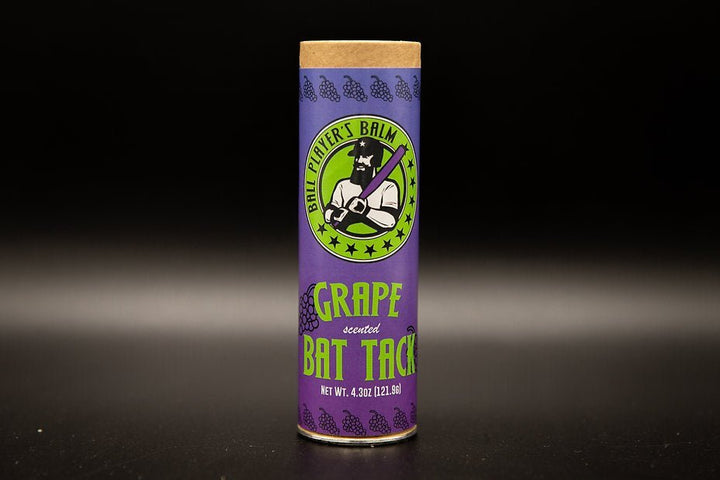 BALL PLAYER'S BALM
GRAPE
scented
BAT TACK
NET WT. 4.3OZ (121.9G)